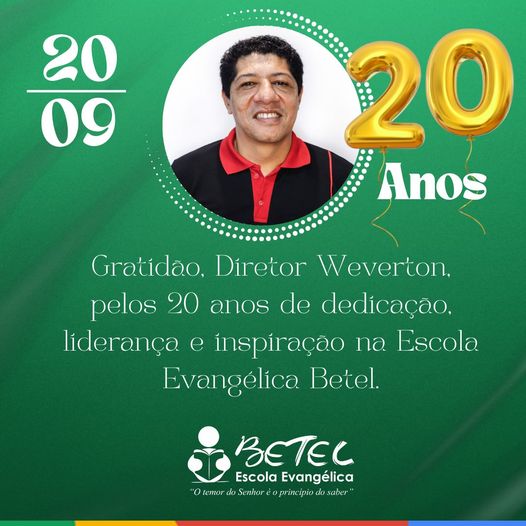 20
09
20
Anos
Gratidão, Diretor Weverton,
pelos 20 anos de dedicação,
liderança e inspiração na Escola
Evangélica Betel.
BETEL
Escola Evangélica
"O temor do Senhor é o princípio do saber"